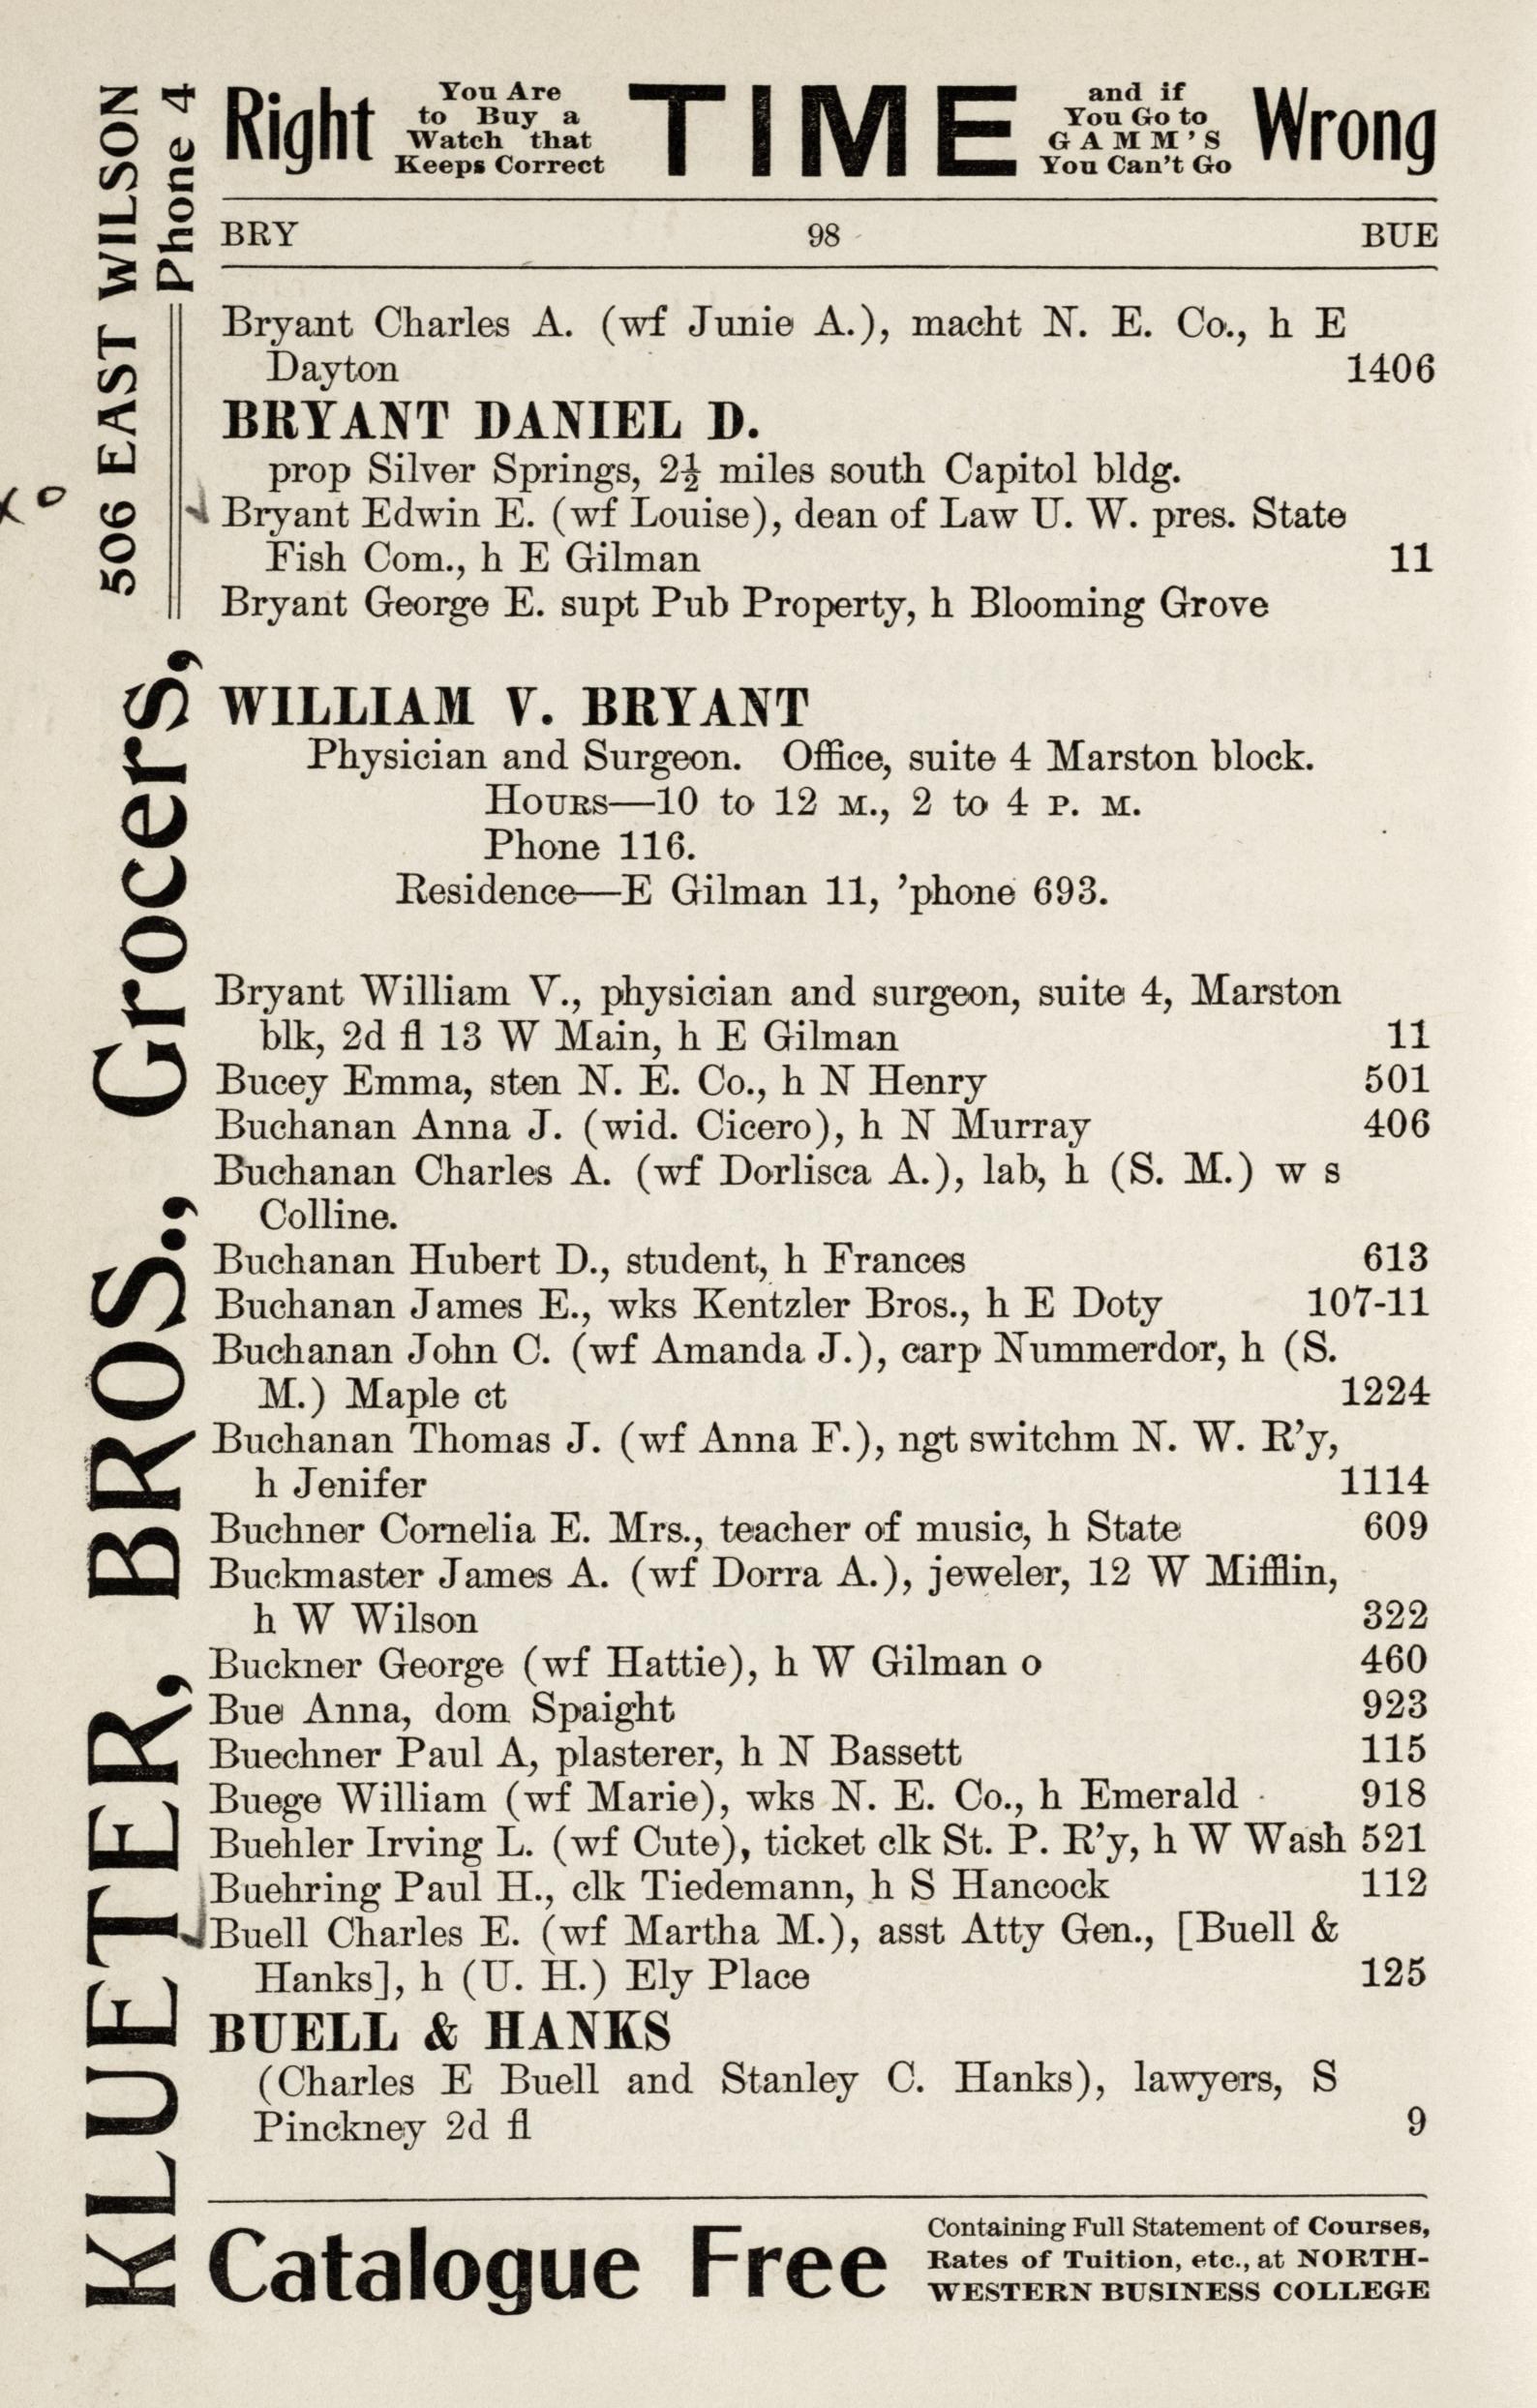 Right You Are to Buy a Watch that Keeps Correct TIME and if You Go to GAMM'S You Can't Go Wrong
BRY 98 BUE
Bryant Charles A. (wf Junie A.), macht N. E. Co., h E
Dayton 1406
BRYANT DANIEL D.
prop Silver Springs, 2½ miles south Capitol bldg.
Bryant Edwin E. (wf Louise), dean of Law U. W. pres. State
Fish Com., h E Gilman 11
Bryant George E. supt Pub Property, h Blooming Grove
WILLIAM V. BRYANT
Physician and Surgeon. Office, suite 4 Marston block.
HOURS—10 to 12 M., 2 to 4 P. M.
Phone 116.
Residence—E Gilman 11, 'phone 693.
Bryant William V., physician and surgeon, suite 4, Marston
blk, 2d fl 13 W Main, h E Gilman 11
Bucey Emma, sten N. E. Co., h N Henry 501
Buchanan Anna J. (wid. Cicero), h N Murray 406
Buchanan Charles A. (wf Dorlisca A.), lab, h (S. M.) w s
Colline.
Buchanan Hubert D., student, h Frances 613
Buchanan James E., wks Kentzler Bros., h E Doty 107-11
Buchanan John C. (wf Amanda J.), carp Nummerdor, h (S.
M.) Maple ct 1224
Buchanan Thomas J. (wf Anna F.), ngt switchm N. W. R'y,
h Jenifer 1114
Buchner Cornelia E. Mrs., teacher of music, h State 609
Buckmaster James A. (wf Dorra A.), jeweler, 12 W Mifflin,
h W Wilson 322
Buckner George (wf Hattie), h W Gilman o 460
Bue Anna, dom Spaight 923
Buechner Paul A, plasterer, h N Bassett 115
Buege William (wf Marie), wks N. E. Co., h Emerald 918
Buehler Irving L. (wf Cute), ticket clk St. P. R'y, h W Wash 521
Buehring Paul H., clk Tiedemann, h S Hancock 112
Buell Charles E. (wf Martha M.), asst Atty Gen., [Buell &
Hanks], h (U. H.) Ely Place 125
BUELL & HANKS
(Charles E Buell and Stanley C. Hanks), lawyers, S
Pinckney 2d fl 9
Catalogue Free
Containing Full Statement of Courses,
Rates of Tuition, etc., at NORTH-
WESTERN BUSINESS COLLEGE
KLUETER, BROS., Grocers, 506 EAST WILSON
Phone 4
xo